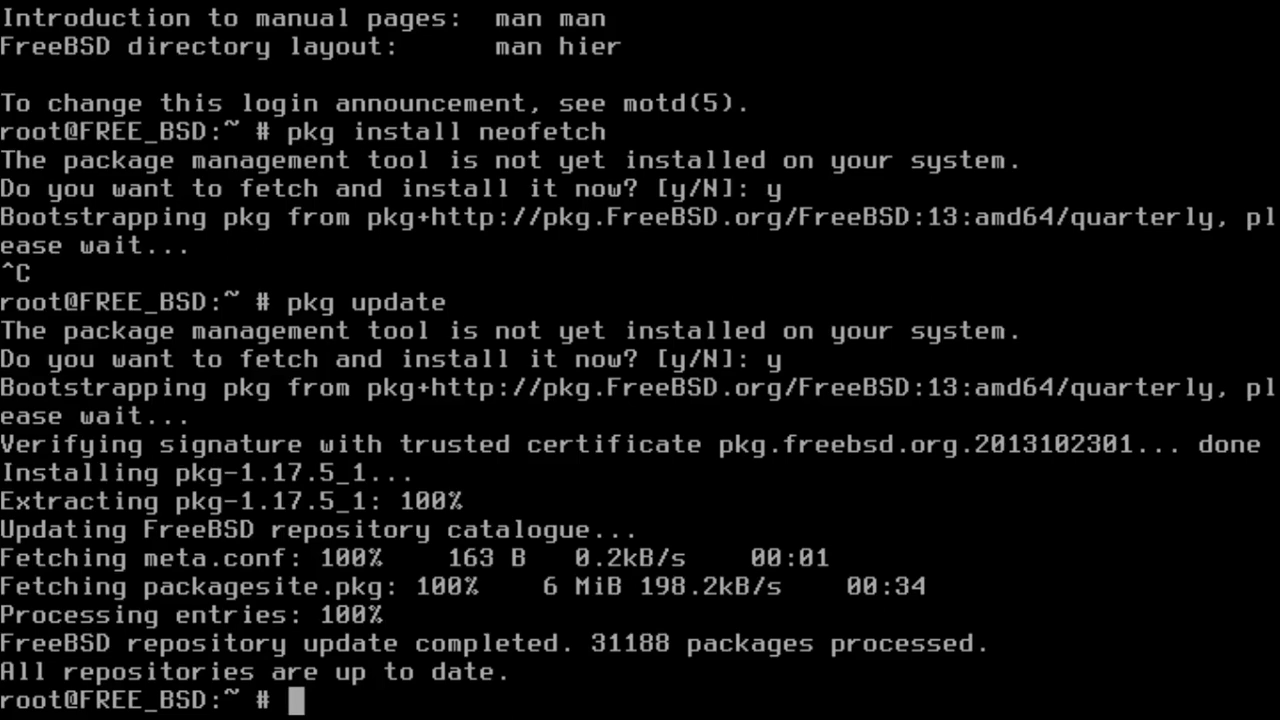 Introduction to manual pages:  man man
FreeBSD directory layout:      man hier

To change this login announcement, see motd(5).
root@FREE_BSD:~ # pkg install neofetch
The package management tool is not yet installed on your system.
Do you want to fetch and install it now? [y/N]: y
Bootstrapping pkg from pkg+http://pkg.FreeBSD.org/FreeBSD:13:amd64/quarterly, pl
ease wait...
^C
root@FREE_BSD:~ # pkg update
The package management tool is not yet installed on your system.
Do you want to fetch and install it now? [y/N]: y
Bootstrapping pkg from pkg+http://pkg.FreeBSD.org/FreeBSD:13:amd64/quarterly, pl
ease wait...
Verifying signature with trusted certificate pkg.freebsd.org.2013102301... done
Installing pkg-1.17.5_1...
Extracting pkg-1.17.5_1: 100%
Updating FreeBSD repository catalogue...
Fetching meta.conf: 100%    163 B   0.2kB/s    00:01
Fetching packagesite.pkg: 100%    6 MiB 198.2kB/s    00:34
Processing entries: 100%
FreeBSD repository update completed. 31188 packages processed.
All repositories are up to date.
root@FREE_BSD:~ #